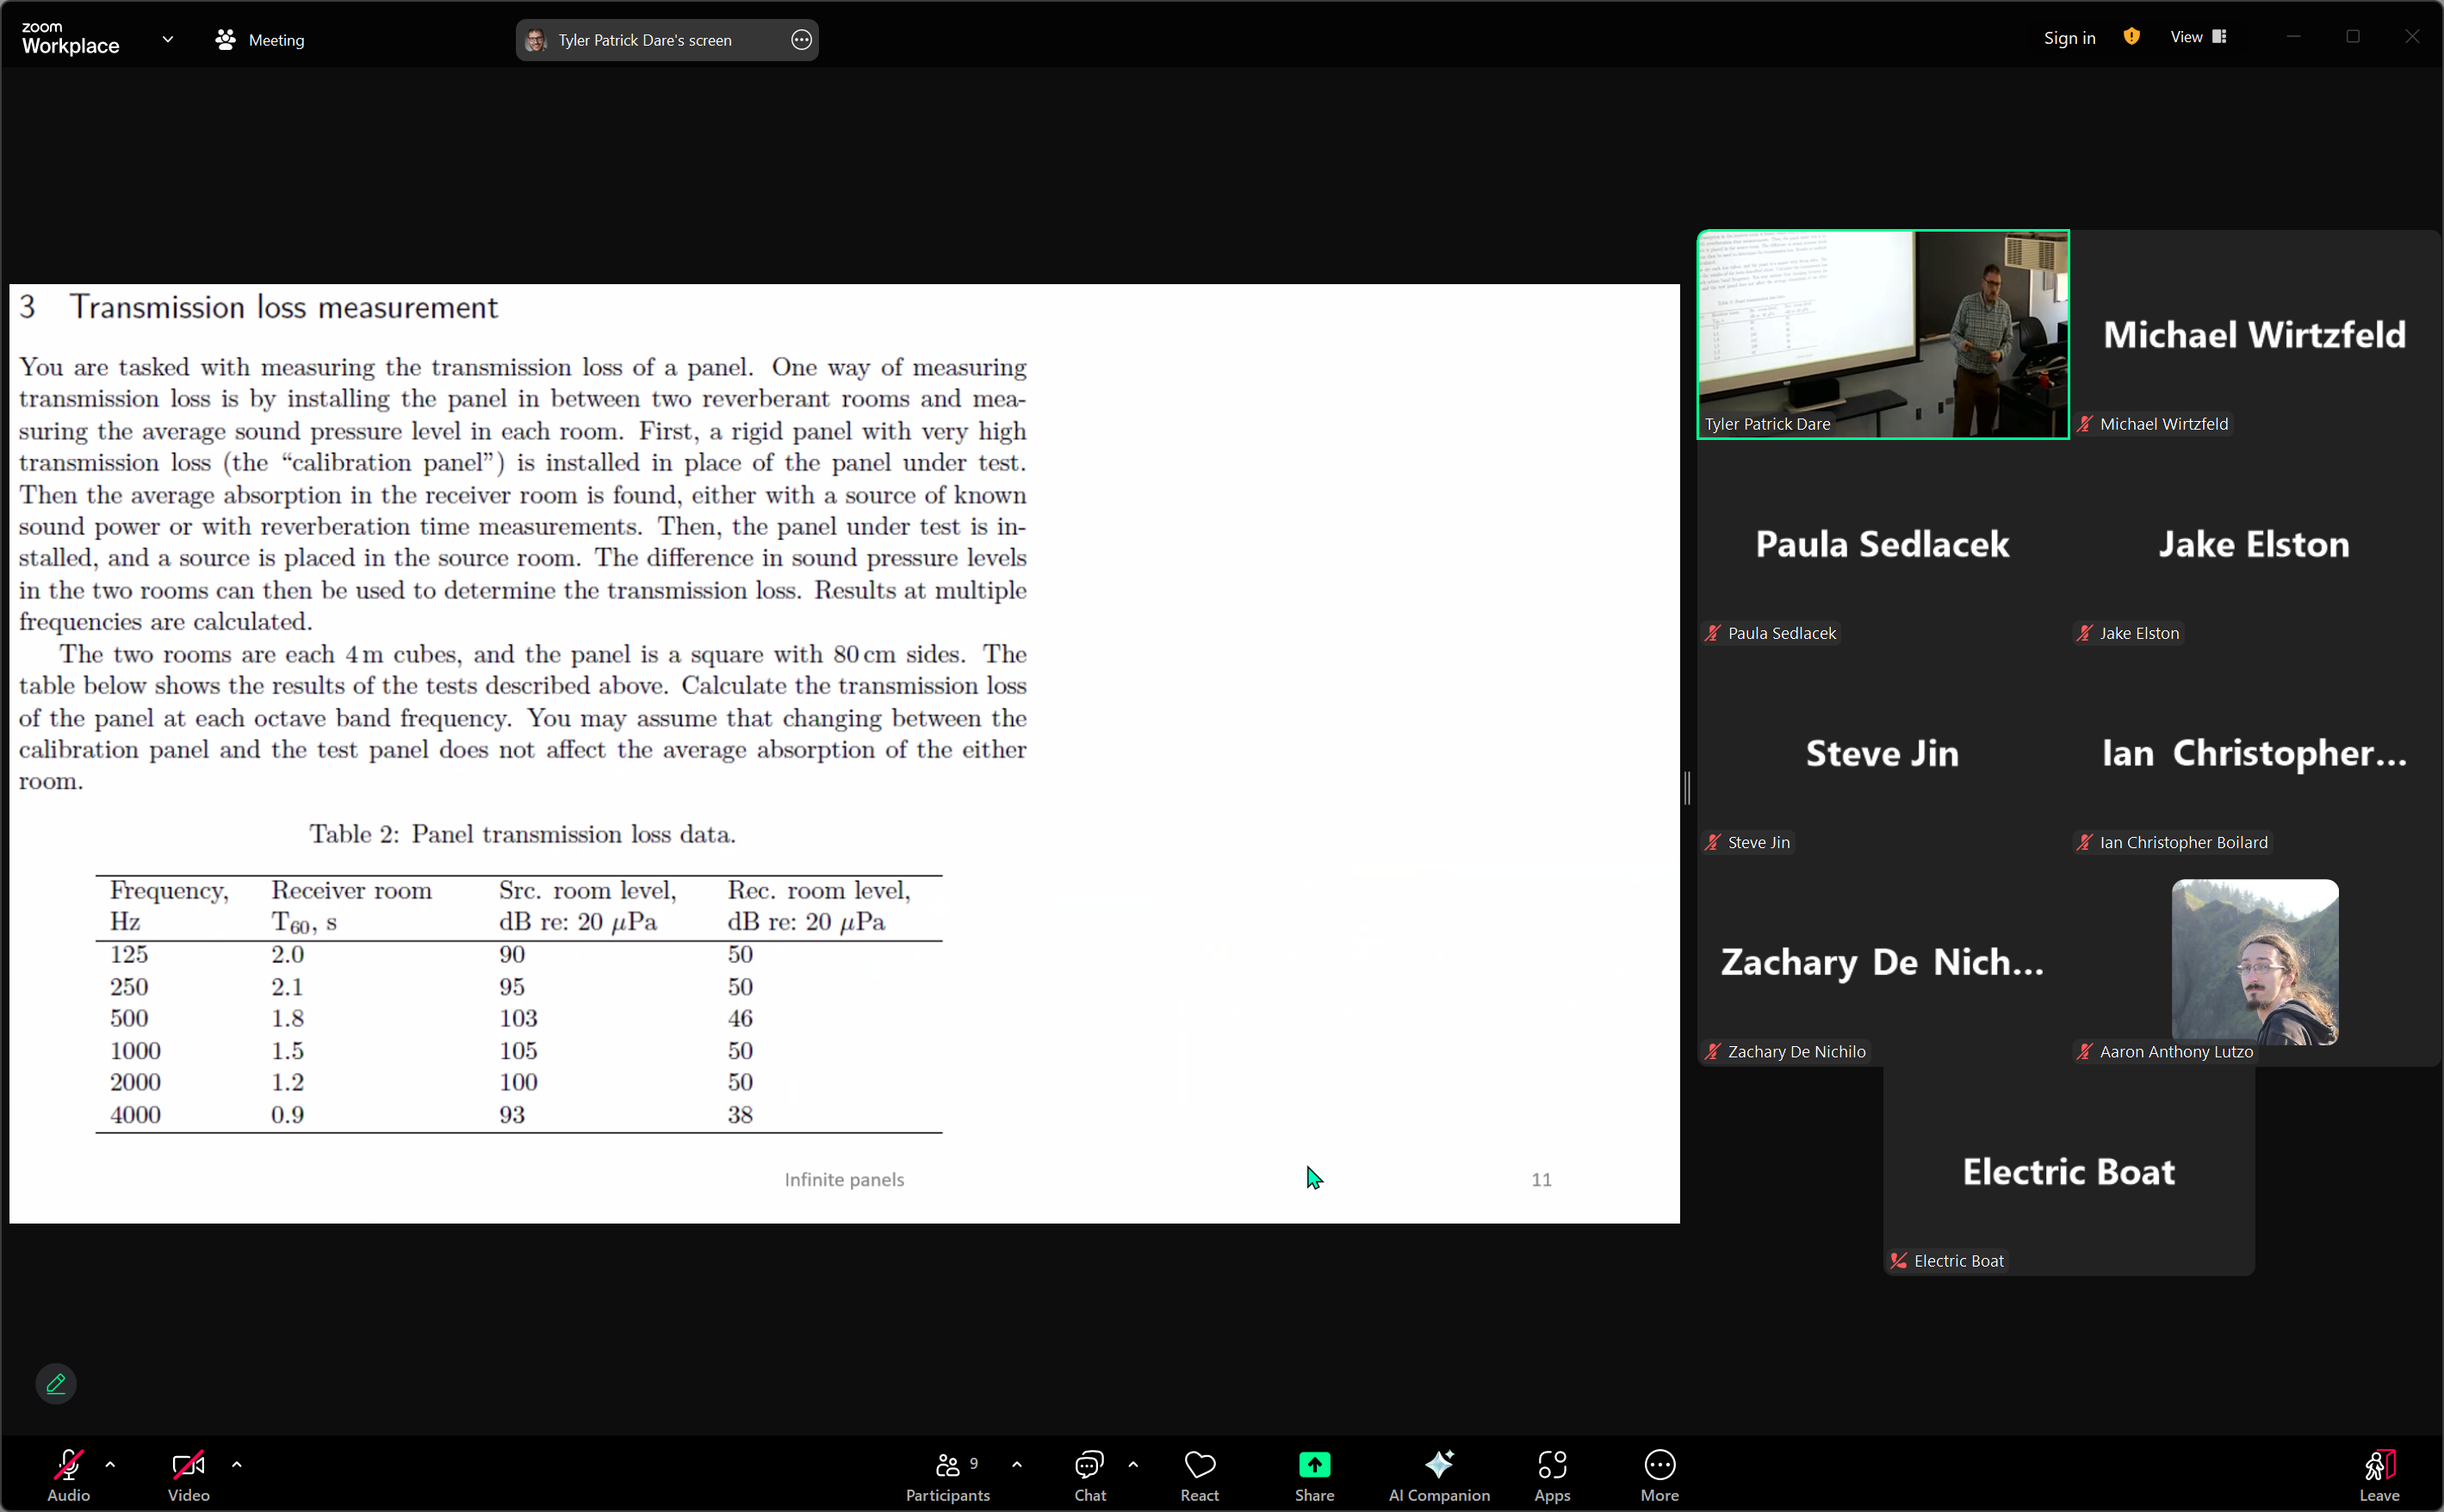 zoom
Workplace
Meeting
Tyler Patrick Dare's screen
Sign in
View
3 Transmission loss measurement
You are tasked with measuring the transmission loss of a panel. One way of measuring
transmission loss is by installing the panel in between two reverberant rooms and mea-
suring the average sound pressure level in each room. First, a rigid panel with very high
transmission loss (the “calibration panel”) is installed in place of the panel under test.
Then the average absorption in the receiver room is found, either with a source of known
sound power or with reverberation time measurements. Then, the panel under test is in-
stalled, and a source is placed in the source room. The difference in sound pressure levels
in the two rooms can then be used to determine the transmission loss. Results at multiple
frequencies are calculated.
The two rooms are each 4 m cubes, and the panel is a square with 80 cm sides. The
table below shows the results of the tests described above. Calculate the transmission loss
of the panel at each octave band frequency. You may assume that changing between the
calibration panel and the test panel does not affect the average absorption of the either
room.
Table 2: Panel transmission loss data.
Frequency, Receiver room Src. room level, Rec. room level,
Hz T60, s dB re: 20 μPa dB re: 20 μPa
125 2.0 90 50
250 2.1 95 50
500 1.8 103 46
1000 1.5 105 50
2000 1.2 100 50
4000 0.9 93 38
Infinite panels 11
Tyler Patrick Dare
Michael Wirtzfeld
Michael Wirtzfeld
Paula Sedlacek
Paula Sedlacek
Jake Elston
Jake Elston
Steve Jin
Steve Jin
Ian Christopher...
Ian Christopher Boilard
Zachary De Nich...
Zachary De Nichilo
Aaron Anthony Lutzo
Electric Boat
Electric Boat
Audio
Video
9
Participants
Chat
React
Share
AI Companion
Apps
More
Leave